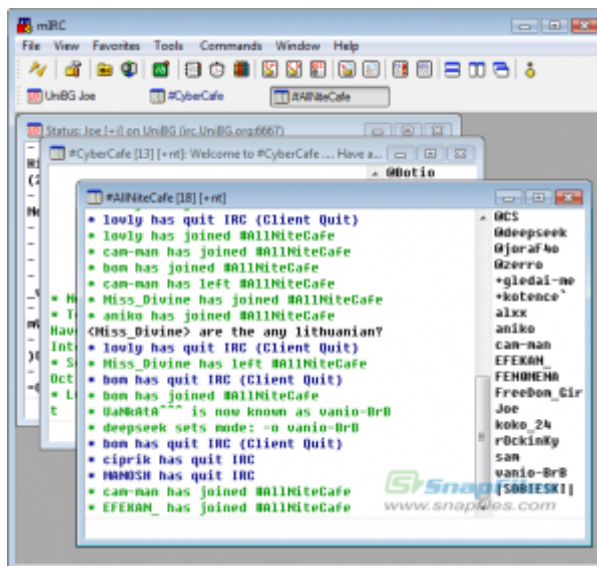 mIRC
File View Favorites Tools Commands Window Help
UniBG Joe #CyberCafe #AllNiteCafe
Status: Joe [+i] on UniBG (irc.UniBG.org:6667)
#CyberCafe [13] [+nt]: Welcome to #CyberCafe .... Have a...
@Botio
#AllNiteCafe [18] [+nt]
* lovly has quit IRC (Client Quit)
* lovly has joined #AllNiteCafe
* cam-man has joined #AllNiteCafe
* bom has joined #AllNiteCafe
* cam-man has left #AllNiteCafe
* Miss_Divine has joined #AllNiteCafe
* aniko has joined #AllNiteCafe
<Miss_Divine> are the any lithuanian?
* lovly has quit IRC (Client Quit)
* Miss_Divine has left #AllNiteCafe
* bom has quit IRC (Client Quit)
* bom has joined #AllNiteCafe
* VaNkAtA^^^ is now known as vanio-BrB
* deepseek sets mode: -o vanio-BrB
* bom has quit IRC (Client Quit)
* ciprik has quit IRC
* MANOSH has quit IRC
* cam-man has joined #AllNiteCafe
* EFEKAN_ has joined #AllNiteCafe
@CS
@deepseek
@joraF4o
@zerro
+gledai-me
+kotence`
alxx
aniko
cam-man
EFEKAN_
FENOMENA
FreeDom_Gir
Joe
koko_24
r0ckinKy
sam
vanio-BrB
|SOBIESKI|
SnapFiles
www.snapfiles.com